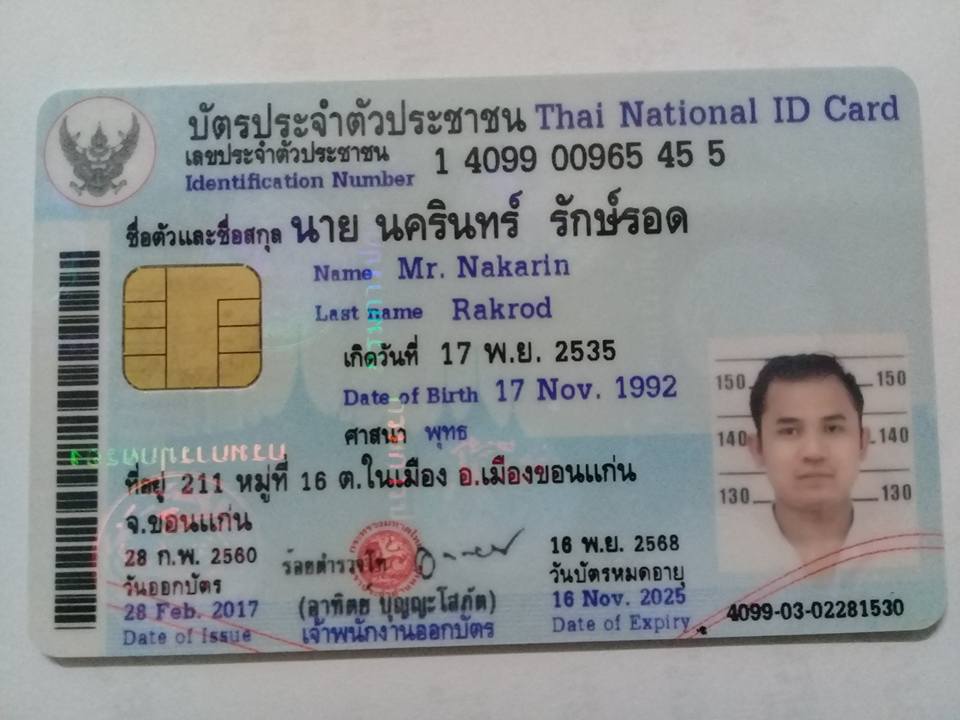 บัตรประจำตัวประชาชน Thai National ID Card
เลขประจำตัวประชาชน 1 4099 00965 45 5
Identification Number
ชื่อตัวและชื่อสกุล นาย นครินทร์ รักษ์รอด
Name Mr. Nakarin
Last name Rakrod
เกิดวันที่ 17 พ.ย. 2535
Date of Birth 17 Nov. 1992
ศาสนา พุทธ
ที่อยู่ 211 หมู่ที่ 16 ต.ในเมือง อ.เมืองขอนแก่น
จ.ขอนแก่น
28 ก.พ. 2560
วันออกบัตร
28 Feb. 2017
Date of Issue
ร้อยตำรวจโท
(อาทิตย์ บุญญะโสภัต)
เจ้าพนักงานออกบัตร
16 พ.ย. 2568
วันบัตรหมดอายุ
16 Nov. 2025
Date of Expiry
150 150
140 140
130 130
4099-03-02281530